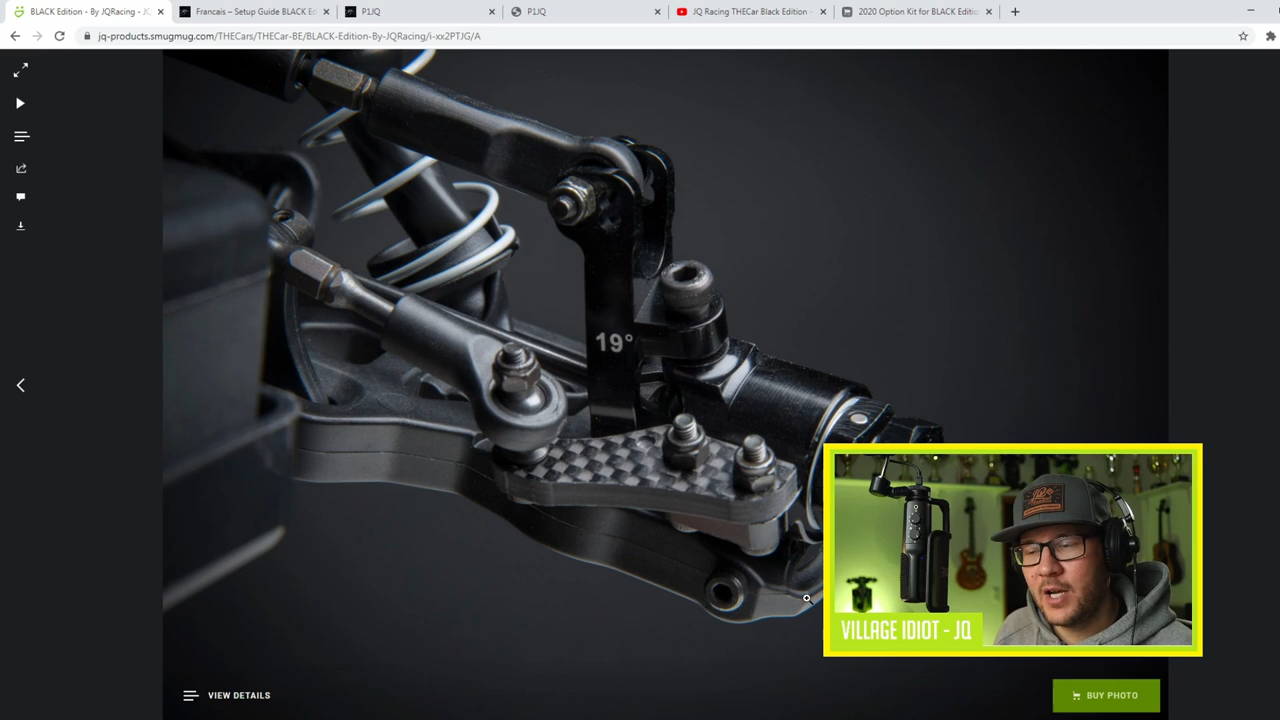 BLACK Edition - By JQRacing - JQ
Francais – Setup Guide BLACK Ed
P1JQ
P1JQ
JQ Racing THECar Black Edition -
2020 Option Kit for BLACK Editio
jq-products.smugmug.com/THECars/THECar-BE/BLACK-Edition-By-JQRacing/i-xx2PTJG/A
19°
VILLAGE IDIOT - JQ
VIEW DETAILS
BUY PHOTO